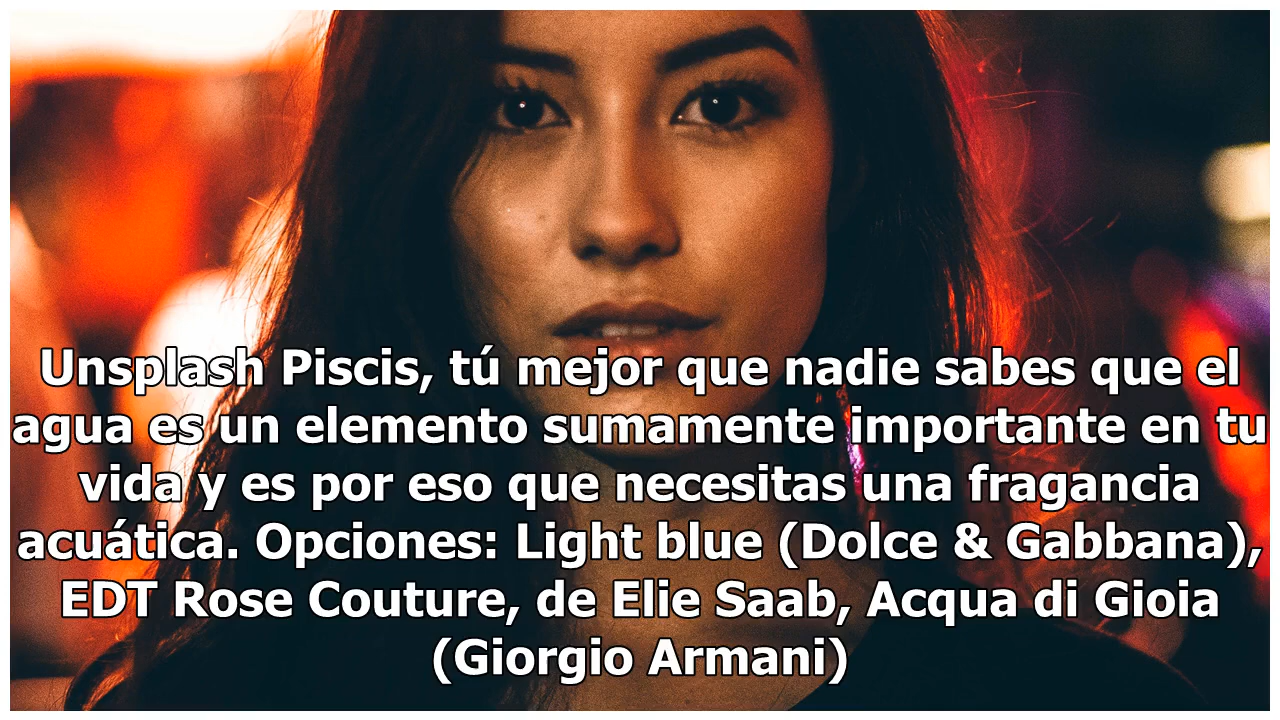 Unsplash Piscis, tú mejor que nadie sabes que el
agua es un elemento sumamente importante en tu
vida y es por eso que necesitas una fragancia
acuática. Opciones: Light blue (Dolce & Gabbana),
EDT Rose Couture, de Elie Saab, Acqua di Gioia
(Giorgio Armani)